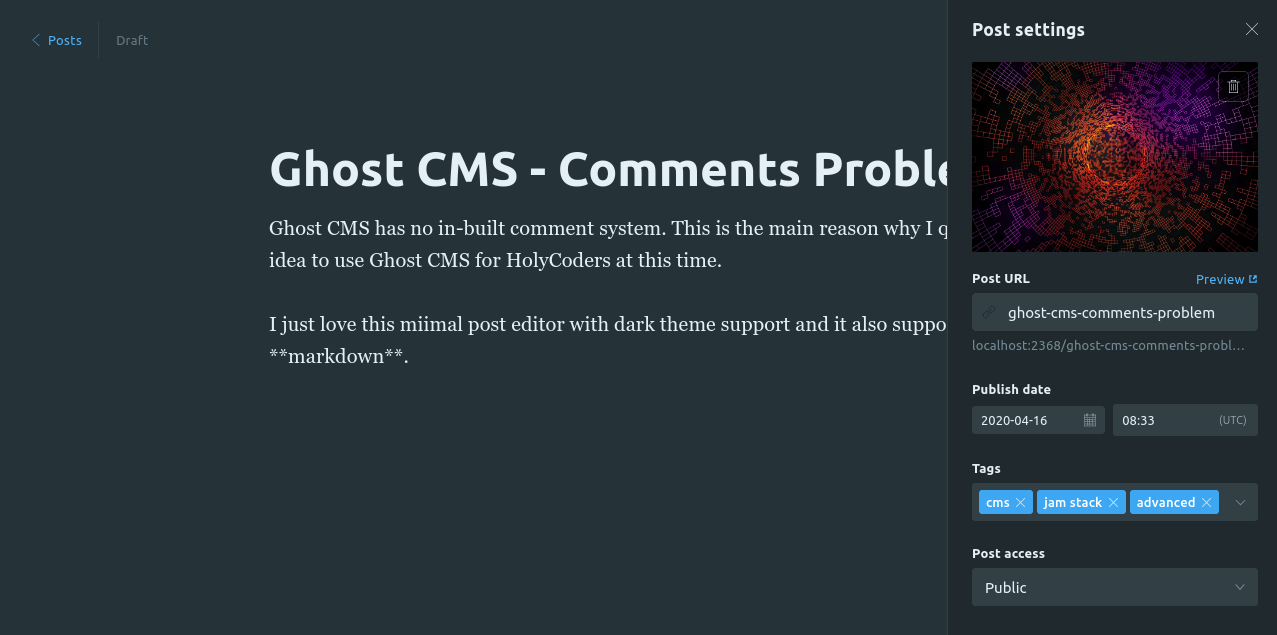 Posts
Draft
Ghost CMS - Comments
Ghost CMS has no in-built comment system. This is the main reason why I
idea to use Ghost CMS for HolyCoders at this time.
I just love this miimal post editor with dark theme support and it also
**markdown**.
Post settings
Post URL Preview
ghost-cms-comments-problem
localhost:2368/ghost-cms-comments-probl...
Publish date
2020-04-16 08:33 (UTC)
Tags
cms jam stack advanced
Post access
Public